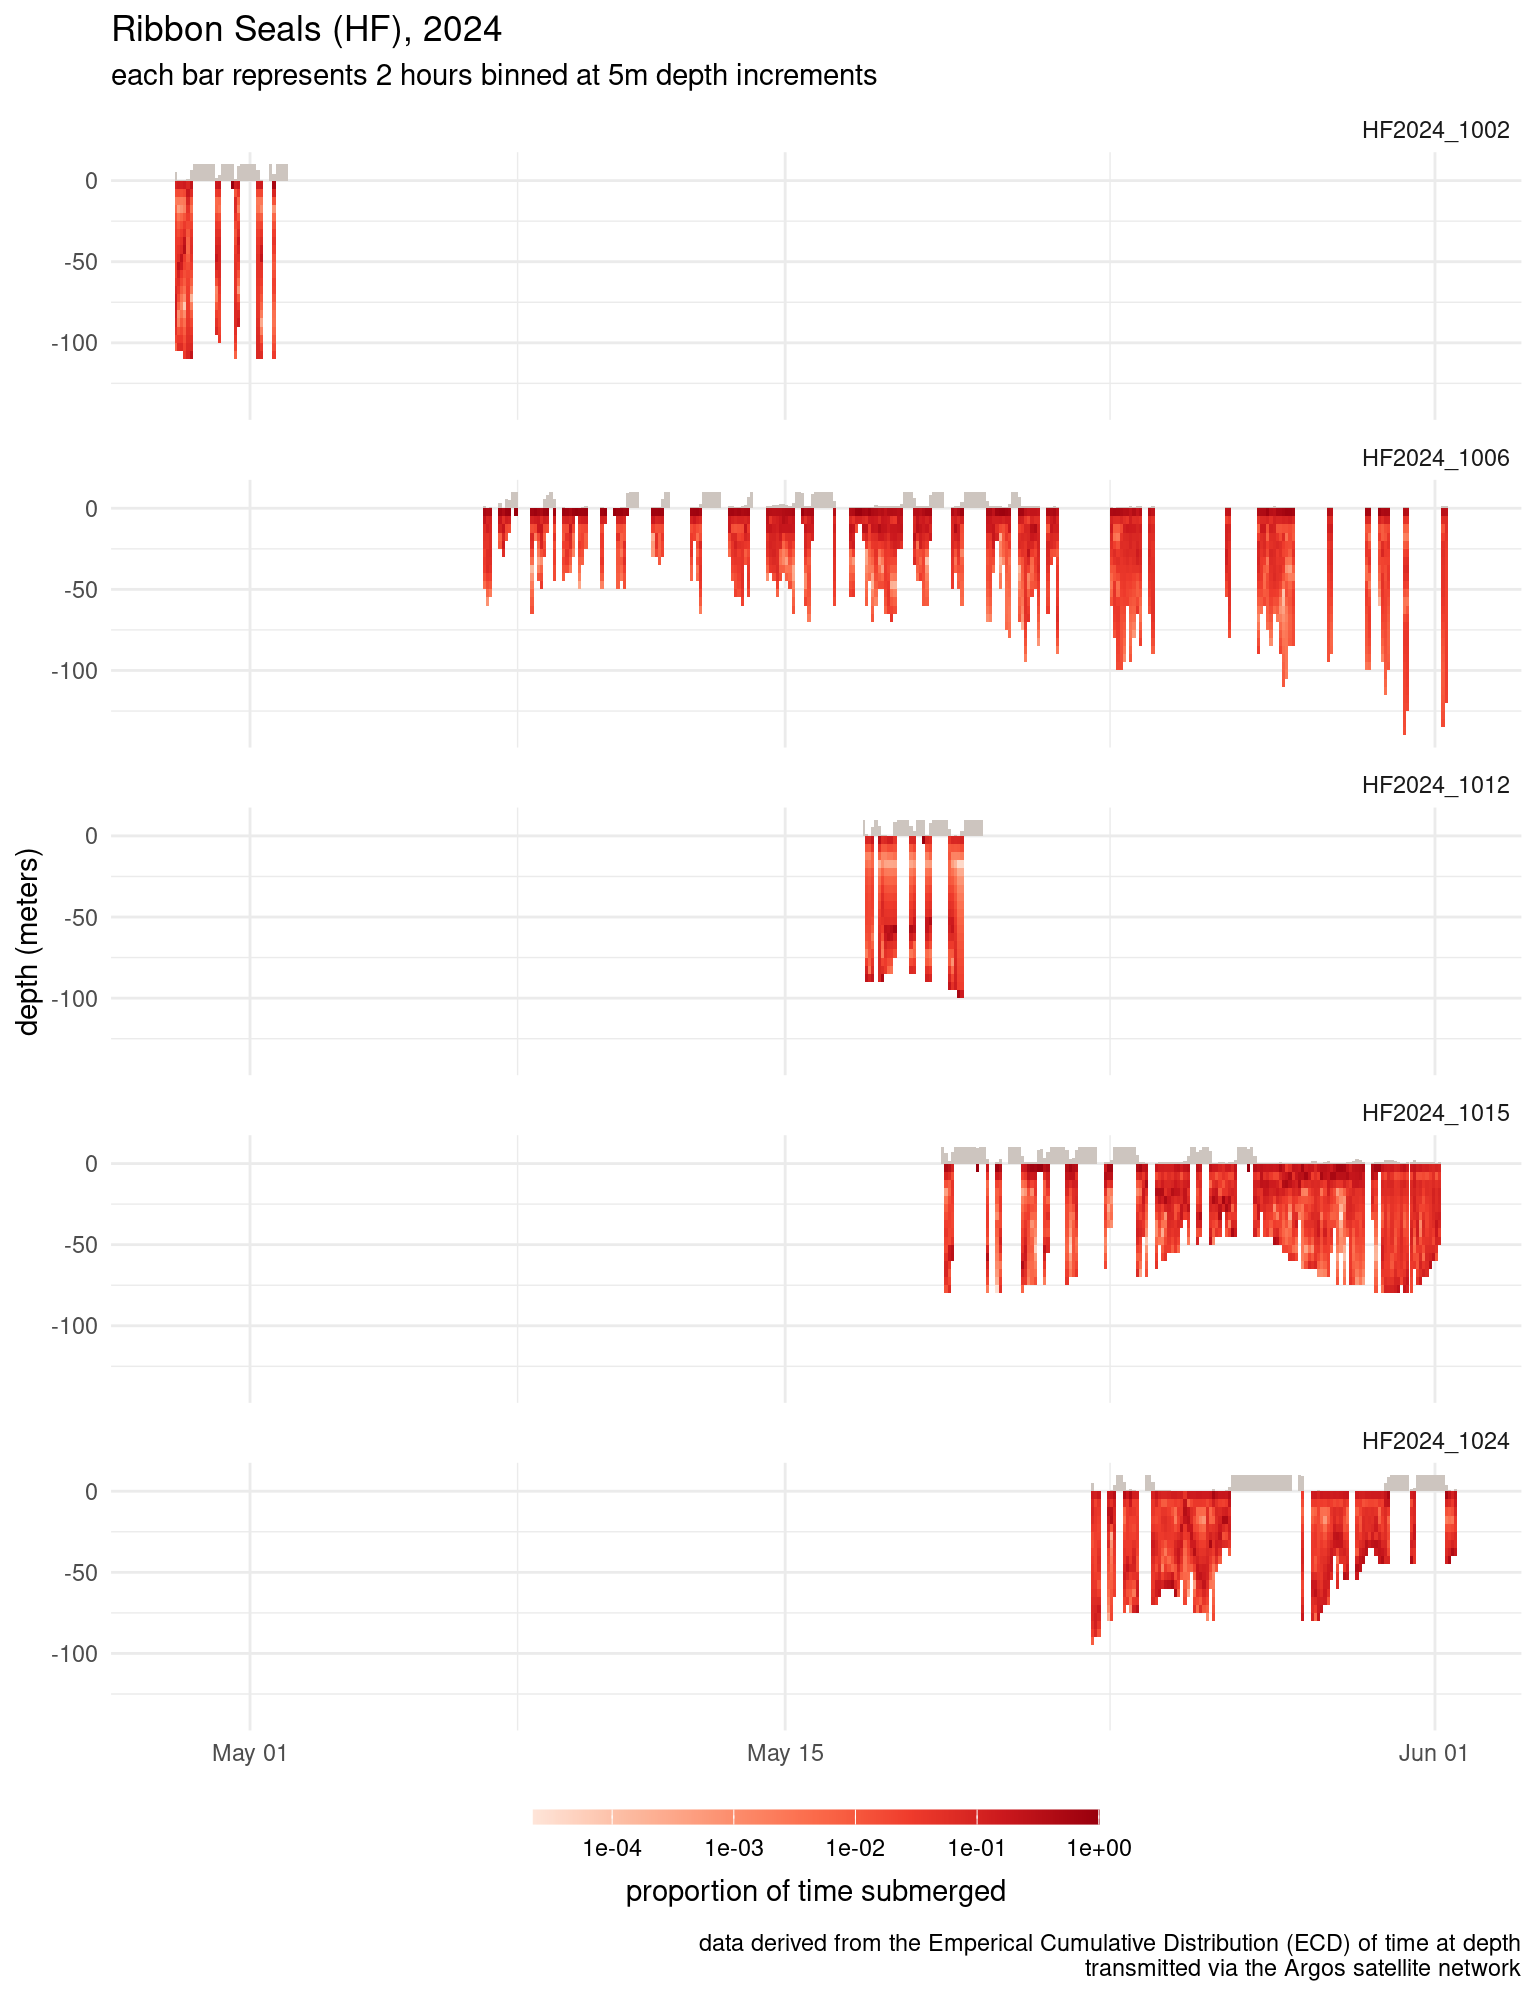 Ribbon Seals (HF), 2024
each bar represents 2 hours binned at 5m depth increments
HF2024_1002
0
-50
-100
HF2024_1006
0
-50
-100
HF2024_1012
0
-50
-100
depth (meters)
HF2024_1015
0
-50
-100
HF2024_1024
0
-50
-100
May 01 May 15 Jun 01
1e-04 1e-03 1e-02 1e-01 1e+00
proportion of time submerged
data derived from the Emperical Cumulative Distribution (ECD) of time at depth
transmitted via the Argos satellite network